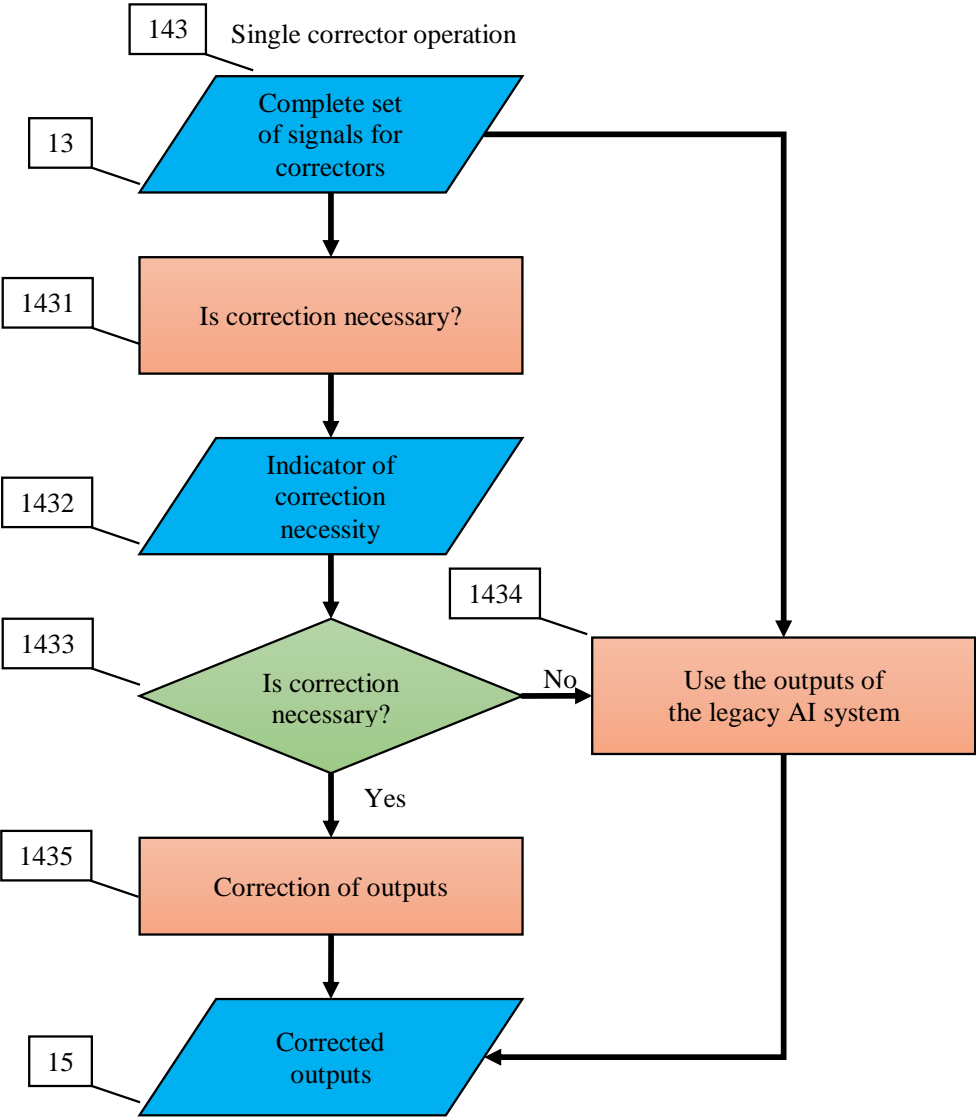 143
Single corrector operation
Complete set
of signals for
correctors
13
1431
Is correction necessary?
Indicator of
correction
necessity
1432
1434
1433
Is correction
necessary?
No
Use the outputs of
the legacy AI system
Yes
1435
Correction of outputs
Corrected
outputs
15